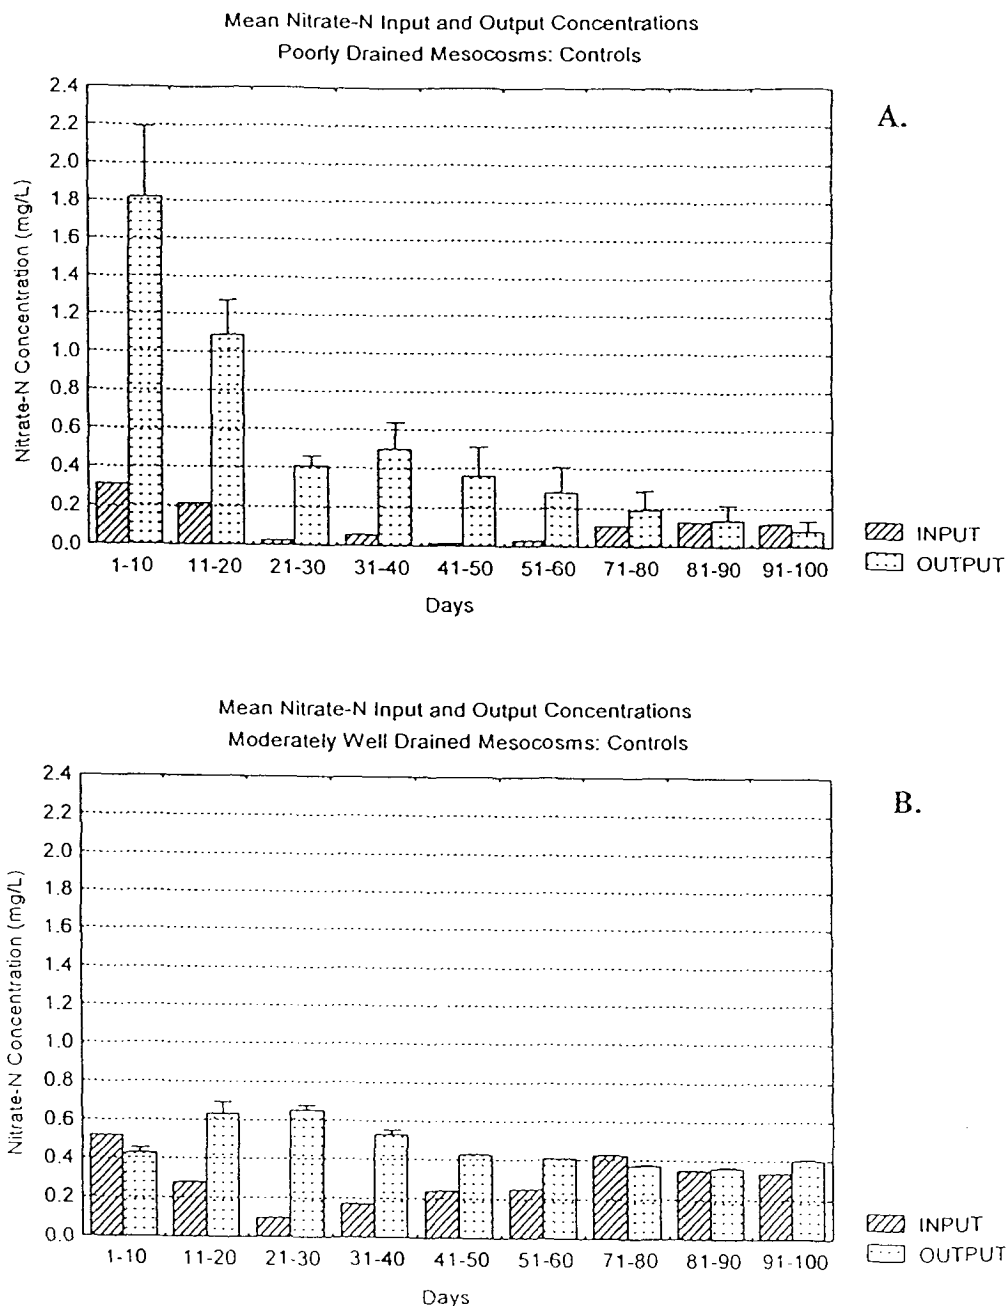 Mean Nitrate-N Input and Output Concentrations
Poorly Drained Mesocosms: Controls
A.
Nitrate-N Concentration (mg/L)
2.4
2.2
2.0
1.8
1.6
1.4
1.2
1.0
0.8
0.6
0.4
0.2
0.0
1-10 11-20 21-30 31-40 41-50 51-60 71-80 81-90 91-100
Days
INPUT
OUTPUT
Mean Nitrate-N Input and Output Concentrations
Moderately Well Drained Mesocosms: Controls
B.
Nitrate-N Concentration (mg/L)
2.4
2.2
2.0
1.8
1.6
1.4
1.2
1.0
0.8
0.6
0.4
0.2
0.0
1-10 11-20 21-30 31-40 41-50 51-60 71-80 81-90 91-100
Days
INPUT
OUTPUT